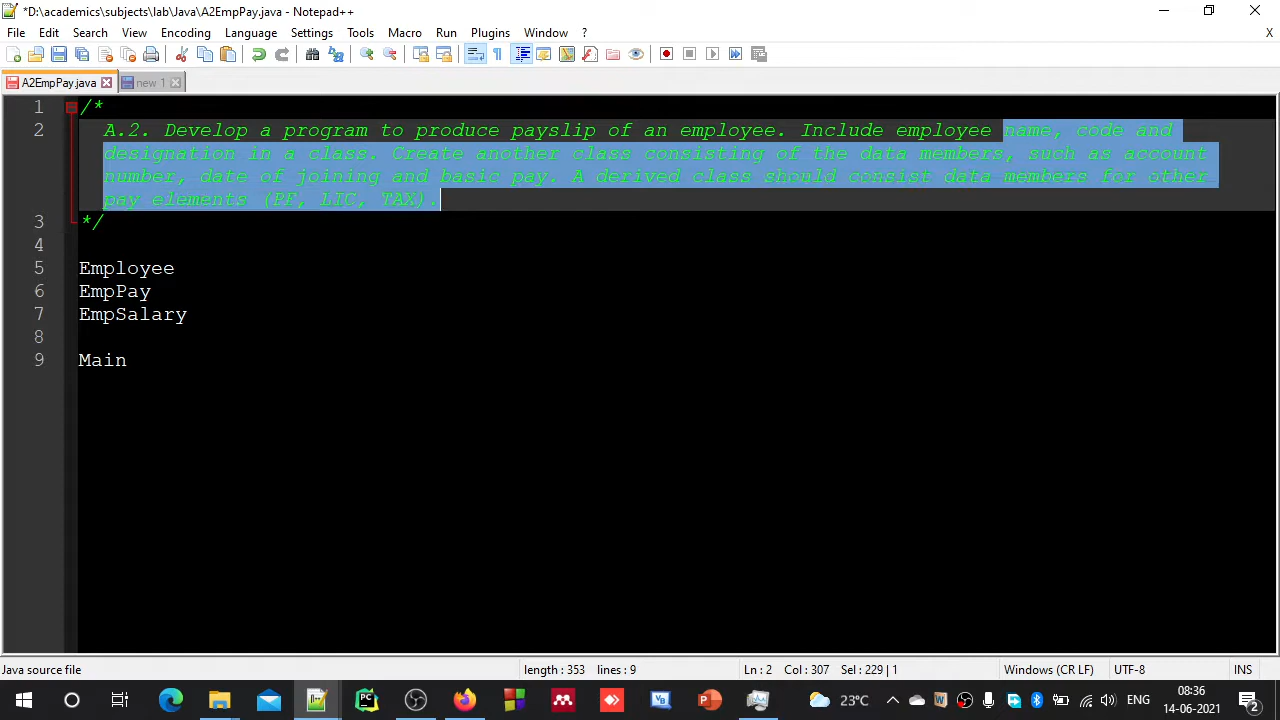 *D:\academics\subjects\lab\Java\A2EmpPay.java - Notepad++
File Edit Search View Encoding Language Settings Tools Macro Run Plugins Window ? X
A2EmpPay.java new 1
1 /*
2 A.2. Develop a program to produce payslip of an employee. Include employee name, code and
designation in a class. Create another class consisting of the data members, such as account
number, date of joining and basic pay. A derived class should consist data members for other
pay elements (PF, LIC, TAX).
3 */
4
5 Employee
6 EmpPay
7 EmpSalary
8
9 Main
Java source file length : 353 lines : 9 Ln : 2 Col : 307 Sel : 229 | 1 Windows (CR LF) UTF-8 INS
23°C ENG 08:36
14-06-2021 2